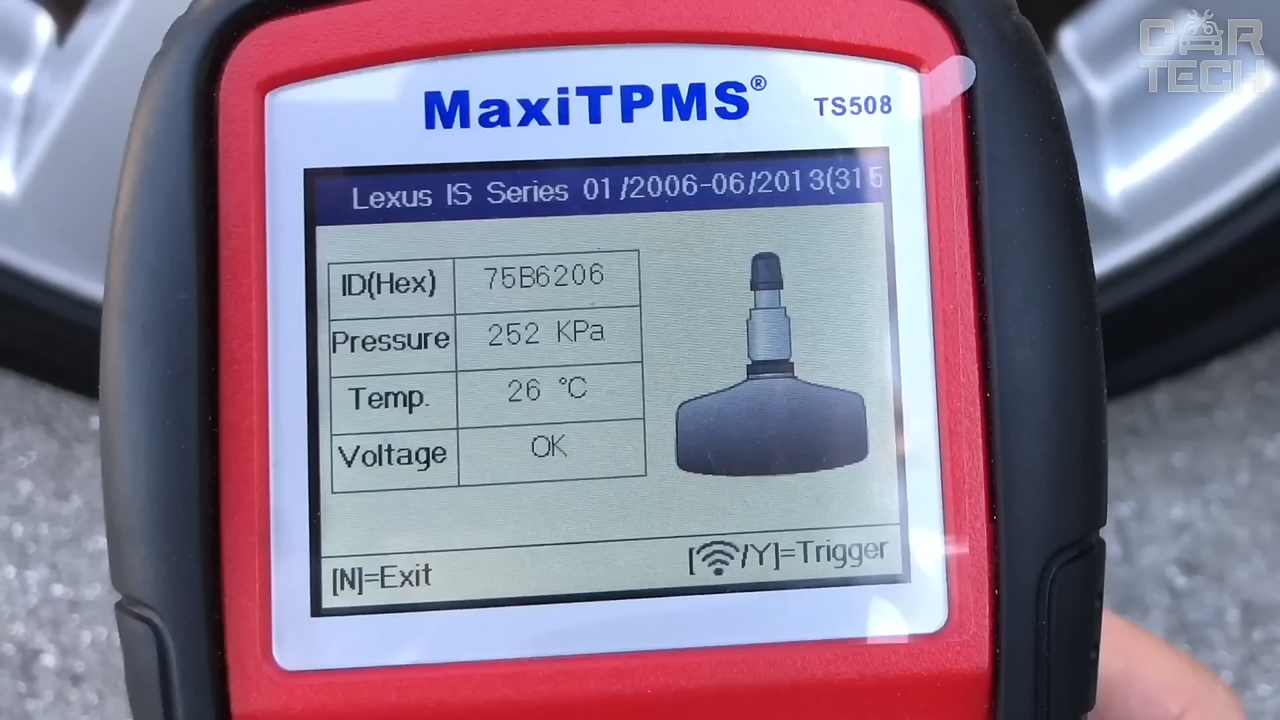 CAR
TECH
MaxiTPMS®
TS508
Lexus IS Series 01/2006-06/2013(315
ID(Hex) 75B6206
Pressure 252 KPa
Temp. 26 °C
Voltage OK
[N]=Exit
[/Y]=Trigger